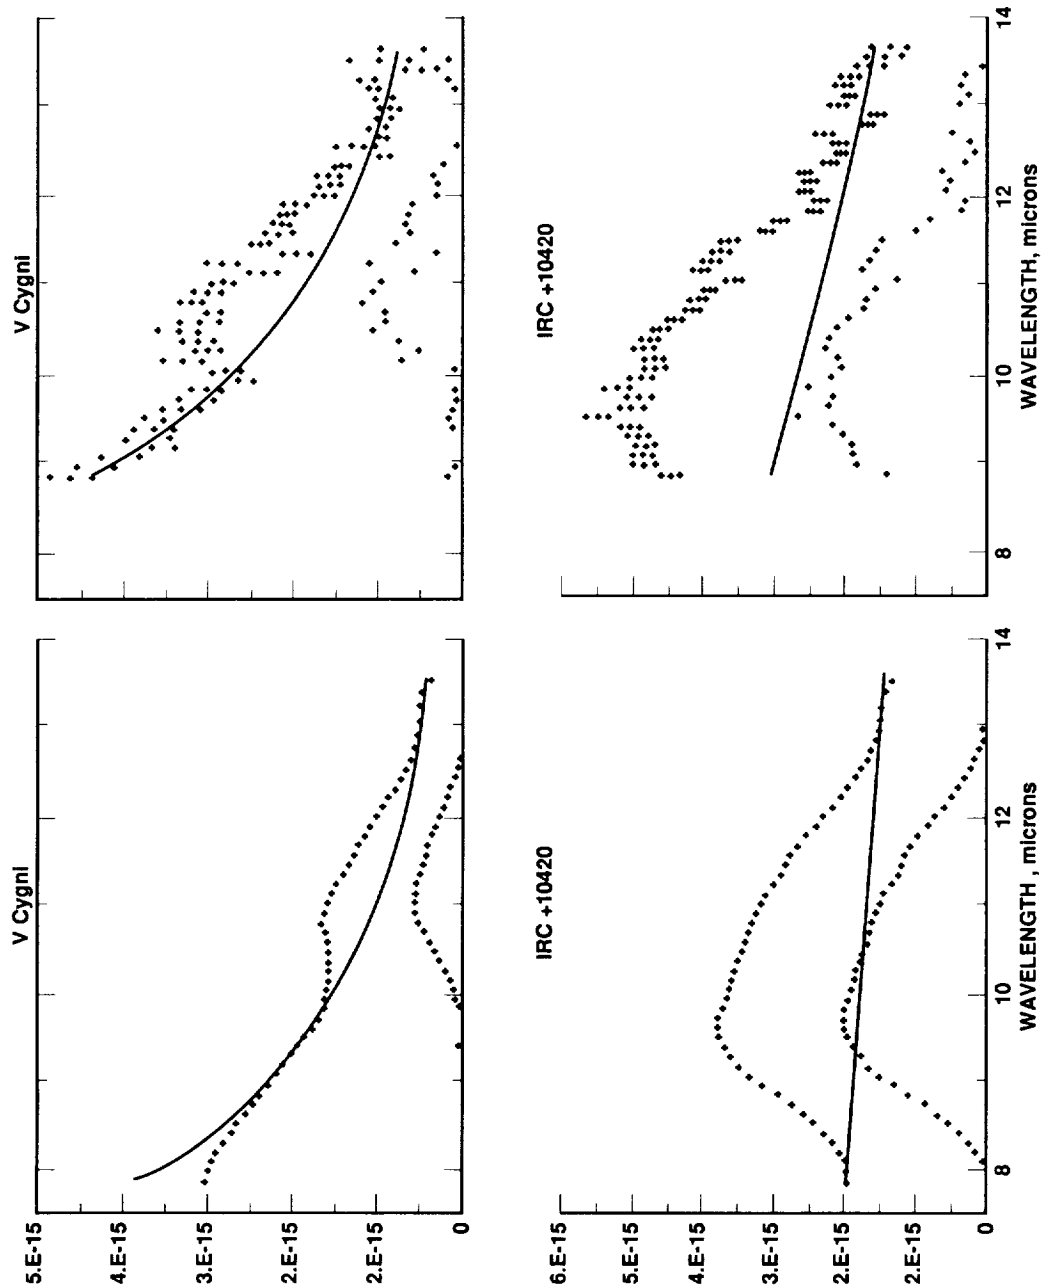 V Cygni
V Cygni
5.E-15
4.E-15
3.E-15
2.E-15
2.E-15
0
IRC +10420
IRC +10420
6.E-15
5.E-15
4.E-15
3.E-15
2.E-15
2.E-15
0
8
10
12
14
8
10
12
14
WAVELENGTH, microns
WAVELENGTH, microns